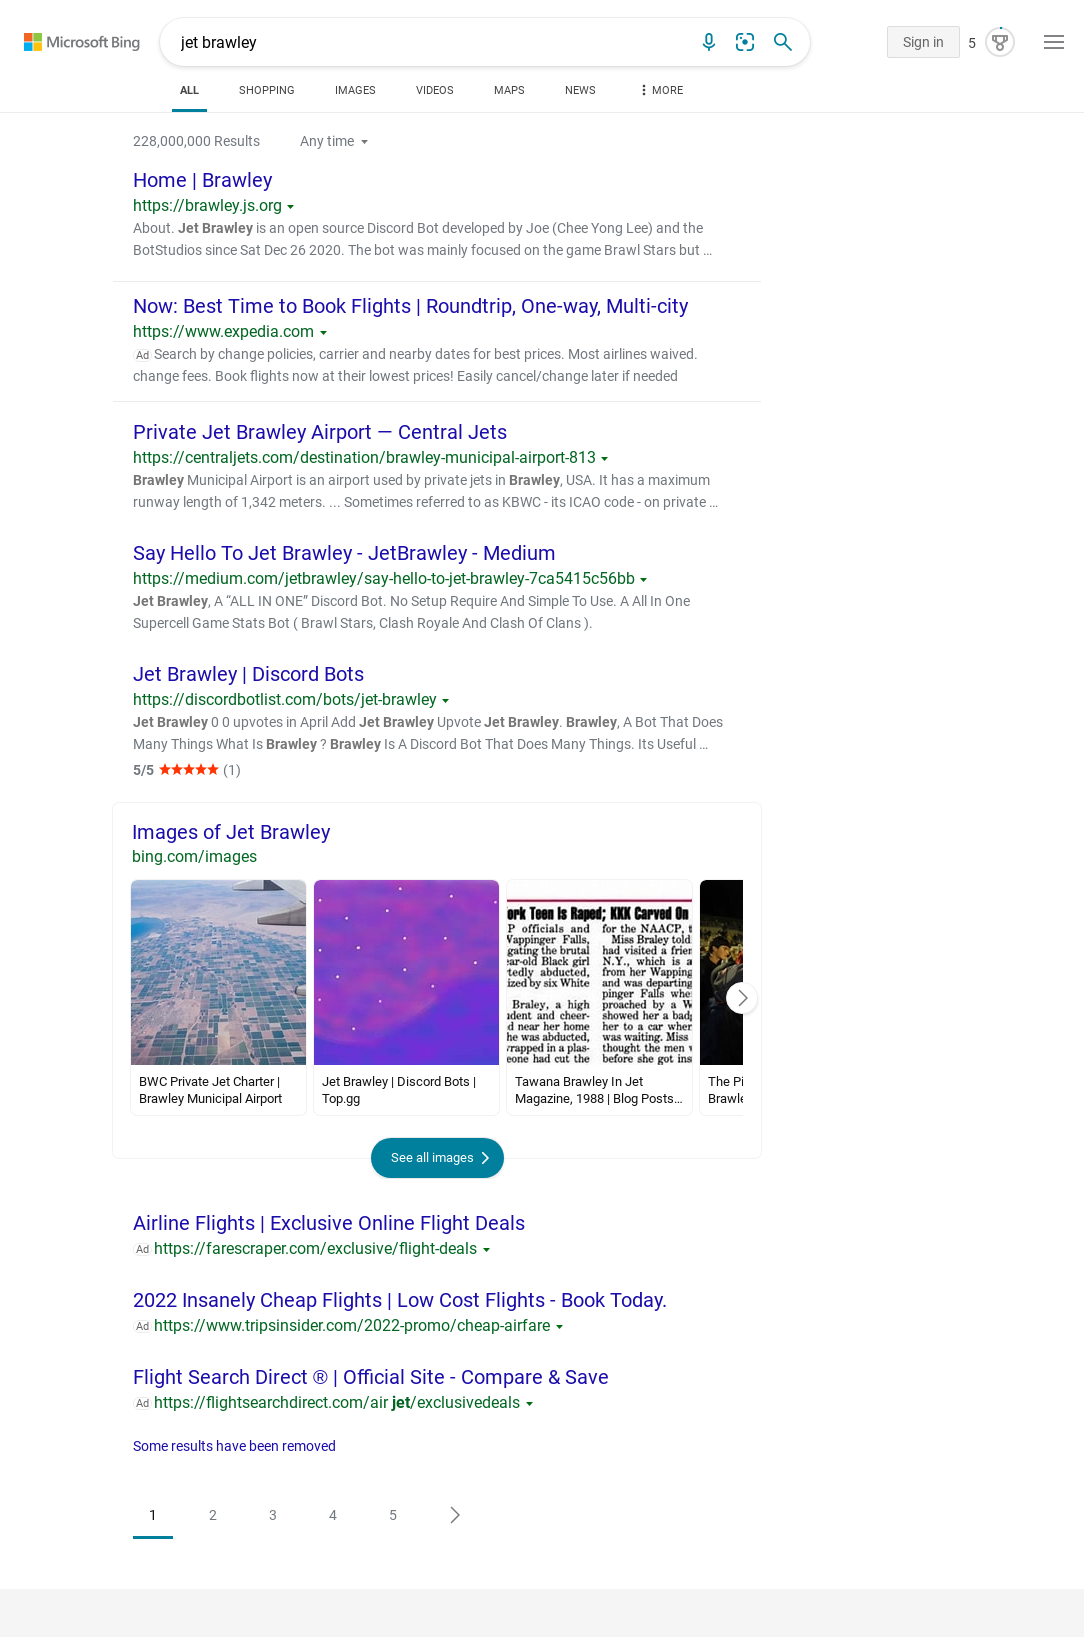 Microsoft Bing
jet brawley
Sign in
5
ALL
SHOPPING
IMAGES
VIDEOS
MAPS
NEWS
MORE
228,000,000 Results
Any time
Home | Brawley
https://brawley.js.org
About. Jet Brawley is an open source Discord Bot developed by Joe (Chee Yong Lee) and the
BotStudios since Sat Dec 26 2020. The bot was mainly focused on the game Brawl Stars but …
Now: Best Time to Book Flights | Roundtrip, One-way, Multi-city
https://www.expedia.com
Ad Search by change policies, carrier and nearby dates for best prices. Most airlines waived.
change fees. Book flights now at their lowest prices! Easily cancel/change later if needed
Private Jet Brawley Airport — Central Jets
https://centraljets.com/destination/brawley-municipal-airport-813
Brawley Municipal Airport is an airport used by private jets in Brawley, USA. It has a maximum
runway length of 1,342 meters. ... Sometimes referred to as KBWC - its ICAO code - on private …
Say Hello To Jet Brawley - JetBrawley - Medium
https://medium.com/jetbrawley/say-hello-to-jet-brawley-7ca5415c56bb
Jet Brawley, A “ALL IN ONE” Discord Bot. No Setup Require And Simple To Use. A All In One
Supercell Game Stats Bot ( Brawl Stars, Clash Royale And Clash Of Clans ).
Jet Brawley | Discord Bots
https://discordbotlist.com/bots/jet-brawley
Jet Brawley 0 0 upvotes in April Add Jet Brawley Upvote Jet Brawley. Brawley, A Bot That Does
Many Things What Is Brawley ? Brawley Is A Discord Bot That Does Many Things. Its Useful …
5/5 ★★★★★ (1)
Images of Jet Brawley
bing.com/images
ork Teen Is Raped; KKK Carved On
P officials and
Wappinger Falls,
gating the brutal
ear-old Black girl
rtedly abducted,
ized by six White
Braley, a high
udent and cheer-
d near her home
he was abducted,
wrapped in a plas-
eone had cut the
for the NAACP, t
Miss Braley told
had visited a frien
N.Y., which is a
from her Wapping
and was departing
pinger Falls whe
proached by a W
showed her a badg
her to a car when
was waiting. Miss
thought the men w
before she got ins
BWC Private Jet Charter |
Brawley Municipal Airport
Jet Brawley | Discord Bots |
Top.gg
Tawana Brawley In Jet
Magazine, 1988 | Blog Posts…
The Pi
Brawle
See all images
Airline Flights | Exclusive Online Flight Deals
Ad https://farescraper.com/exclusive/flight-deals
2022 Insanely Cheap Flights | Low Cost Flights - Book Today.
Ad https://www.tripsinsider.com/2022-promo/cheap-airfare
Flight Search Direct ® | Official Site - Compare & Save
Ad https://flightsearchdirect.com/air jet/exclusivedeals
Some results have been removed
1
2
3
4
5